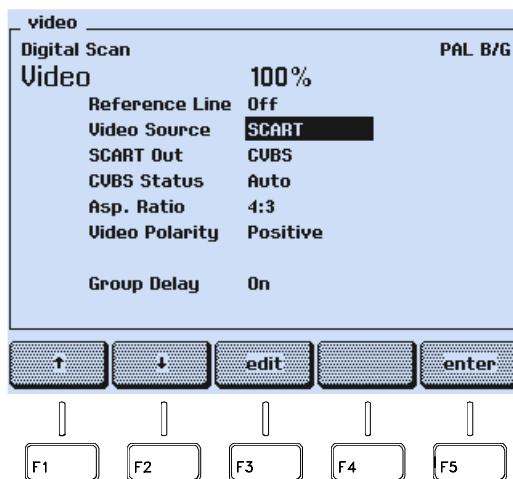 video
Digital Scan PAL B/G
Video 100%
Reference Line Off
Video Source SCART
SCART Out CVBS
CVBS Status Auto
Asp. Ratio 4:3
Video Polarity Positive
Group Delay On
↑ ↓ edit enter
F1 F2 F3 F4 F5